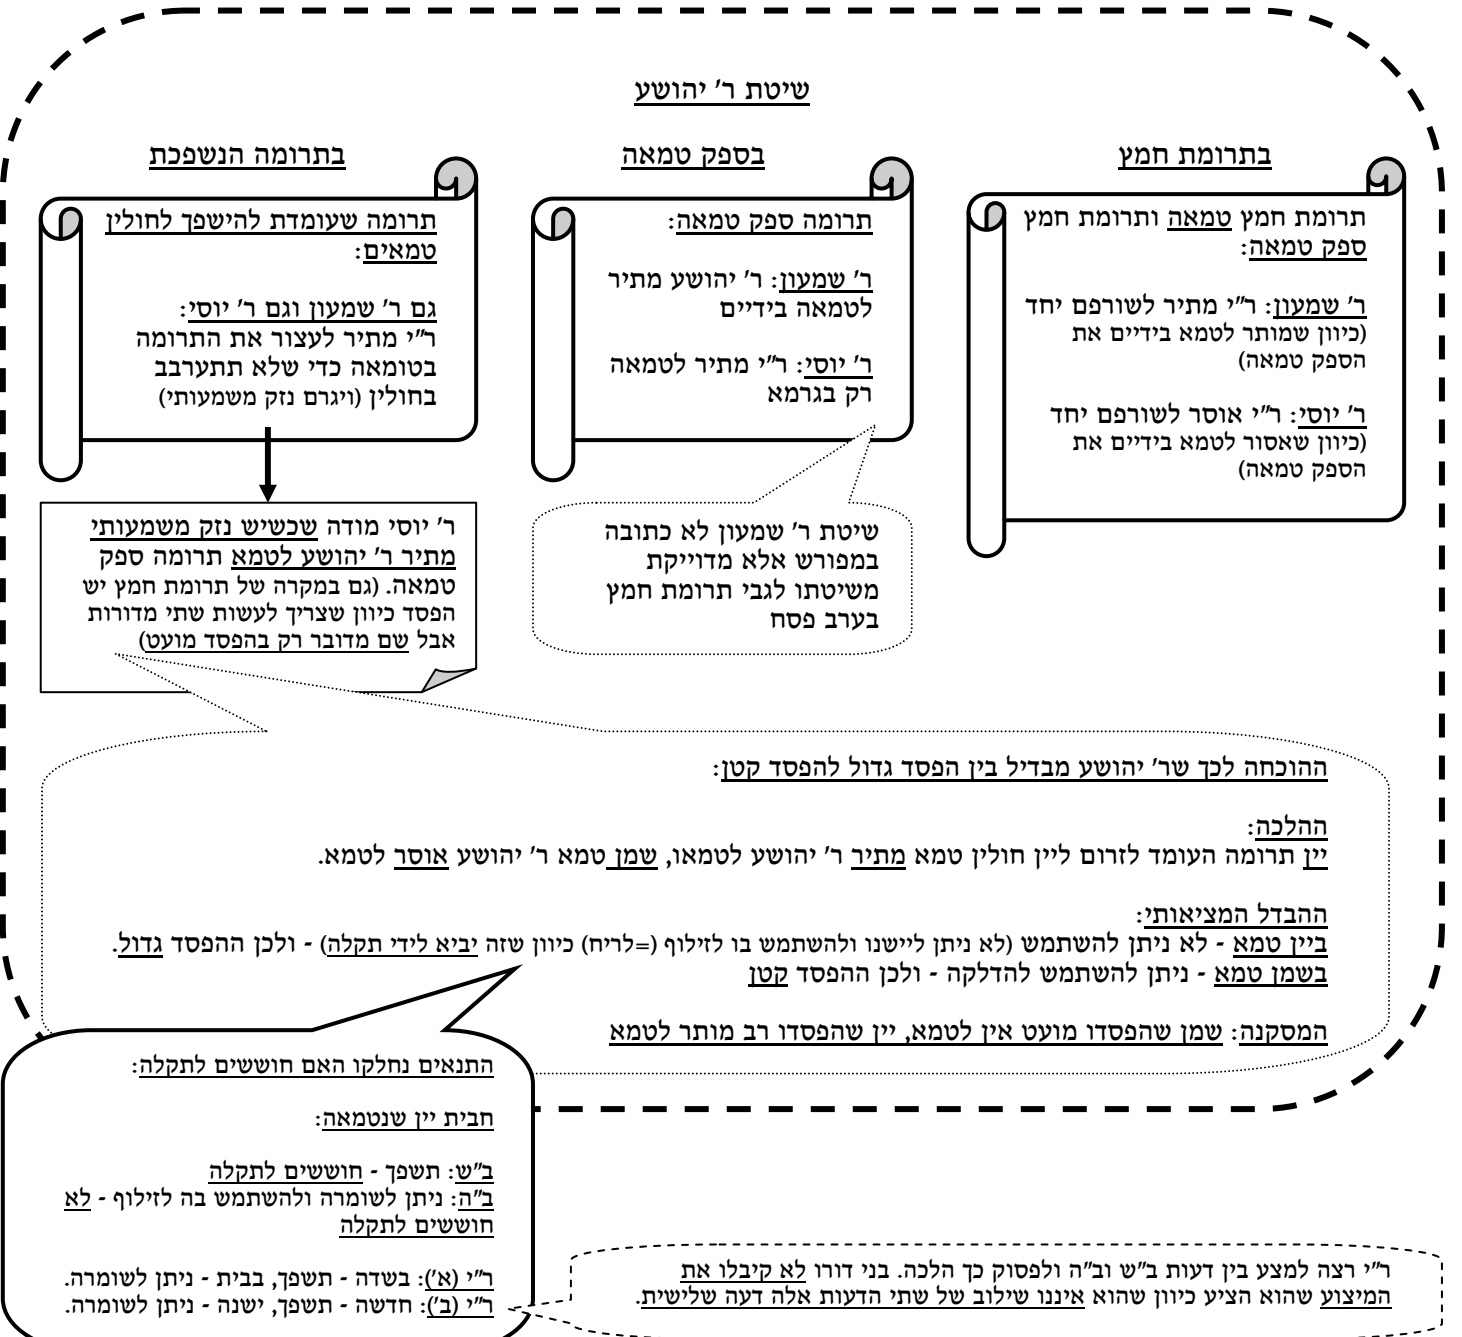 שיטת ר' יהושע
בתרומת חמץ
תרומת חמץ טמאה ותרומת חמץ
ספק טמאה:
ר' שמעון: ר"י מתיר לשורפם יחד
(כיוון שמותר לטמא בידיים את
הספק טמאה)
ר' יוסי: ר"י אוסר לשורפם יחד
(כיוון שאסור לטמא בידיים את
הספק טמאה)
בספק טמאה
תרומה ספק טמאה:
ר' שמעון: ר' יהושע מתיר
לטמאה בידיים
ר' יוסי: ר"י מתיר לטמאה
רק בגרמא
שיטת ר' שמעון לא כתובה
במפורש אלא מדוייקת
משיטתו לגבי תרומת חמץ
בערב פסח
בתרומה הנשפכת
תרומה שעומדת להישפך לחולין
טמאים:
גם ר' שמעון וגם ר' יוסי:
ר"י מתיר לעצור את התרומה
בטומאה כדי שלא תתערבב
בחולין (ויגרם נזק משמעותי)
ר' יוסי מודה שכשיש נזק משמעותי
מתיר ר' יהושע לטמא תרומה ספק
טמאה. (גם במקרה של תרומת חמץ יש
הפסד כיוון שצריך לעשות שתי מדורות
אבל שם מדובר רק בהפסד מועט)
ההוכחה לכך שר' יהושע מבדיל בין הפסד גדול להפסד קטן:
ההלכה:
יין תרומה העומד לזרום ליין חולין טמא מתיר ר' יהושע לטמאו, שמן טמא ר' יהושע אוסר לטמא.
ההבדל המציאותי:
ביין טמא - לא ניתן להשתמש (לא ניתן ליישנו ולהשתמש בו לזילוף (=לריח) כיוון שזה יביא לידי תקלה) - ולכן ההפסד גדול.
בשמן טמא - ניתן להשתמש להדלקה - ולכן ההפסד קטן
המסקנה: שמן שהפסדו מועט אין לטמא, יין שהפסדו רב מותר לטמא
התנאים נחלקו האם חוששים לתקלה:
חבית יין שנטמאה:
ב"ש: תשפך - חוששים לתקלה
ב"ה: ניתן לשומרה ולהשתמש בה לזילוף - לא
חוששים לתקלה
ר"י (א'): בשדה - תשפך, בבית - ניתן לשומרה.
ר"י (ב'): חדשה - תשפך, ישנה - ניתן לשומרה.
ר"י רצה למצע בין דעות ב"ש וב"ה ולפסוק כך הלכה. בני דורו לא קיבלו את
המיצוע שהוא הציע כיוון שהוא איננו שילוב של שתי הדעות אלה דעה שלישית.